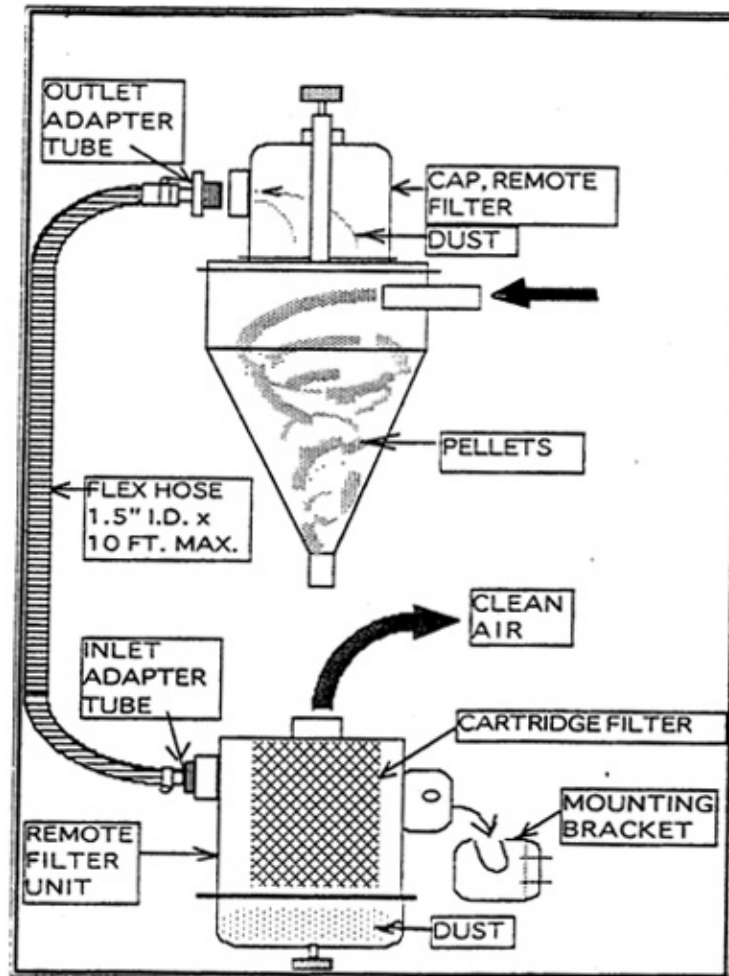 OUTLET
ADAPTER
TUBE
CAP, REMOTE
FILTER
DUST
PELLETS
FLEX HOSE
1.5" I.D. x
10 FT. MAX.
CLEAN
AIR
INLET
ADAPTER
TUBE
CARTRIDGE FILTER
MOUNTING
BRACKET
REMOTE
FILTER
UNIT
DUST